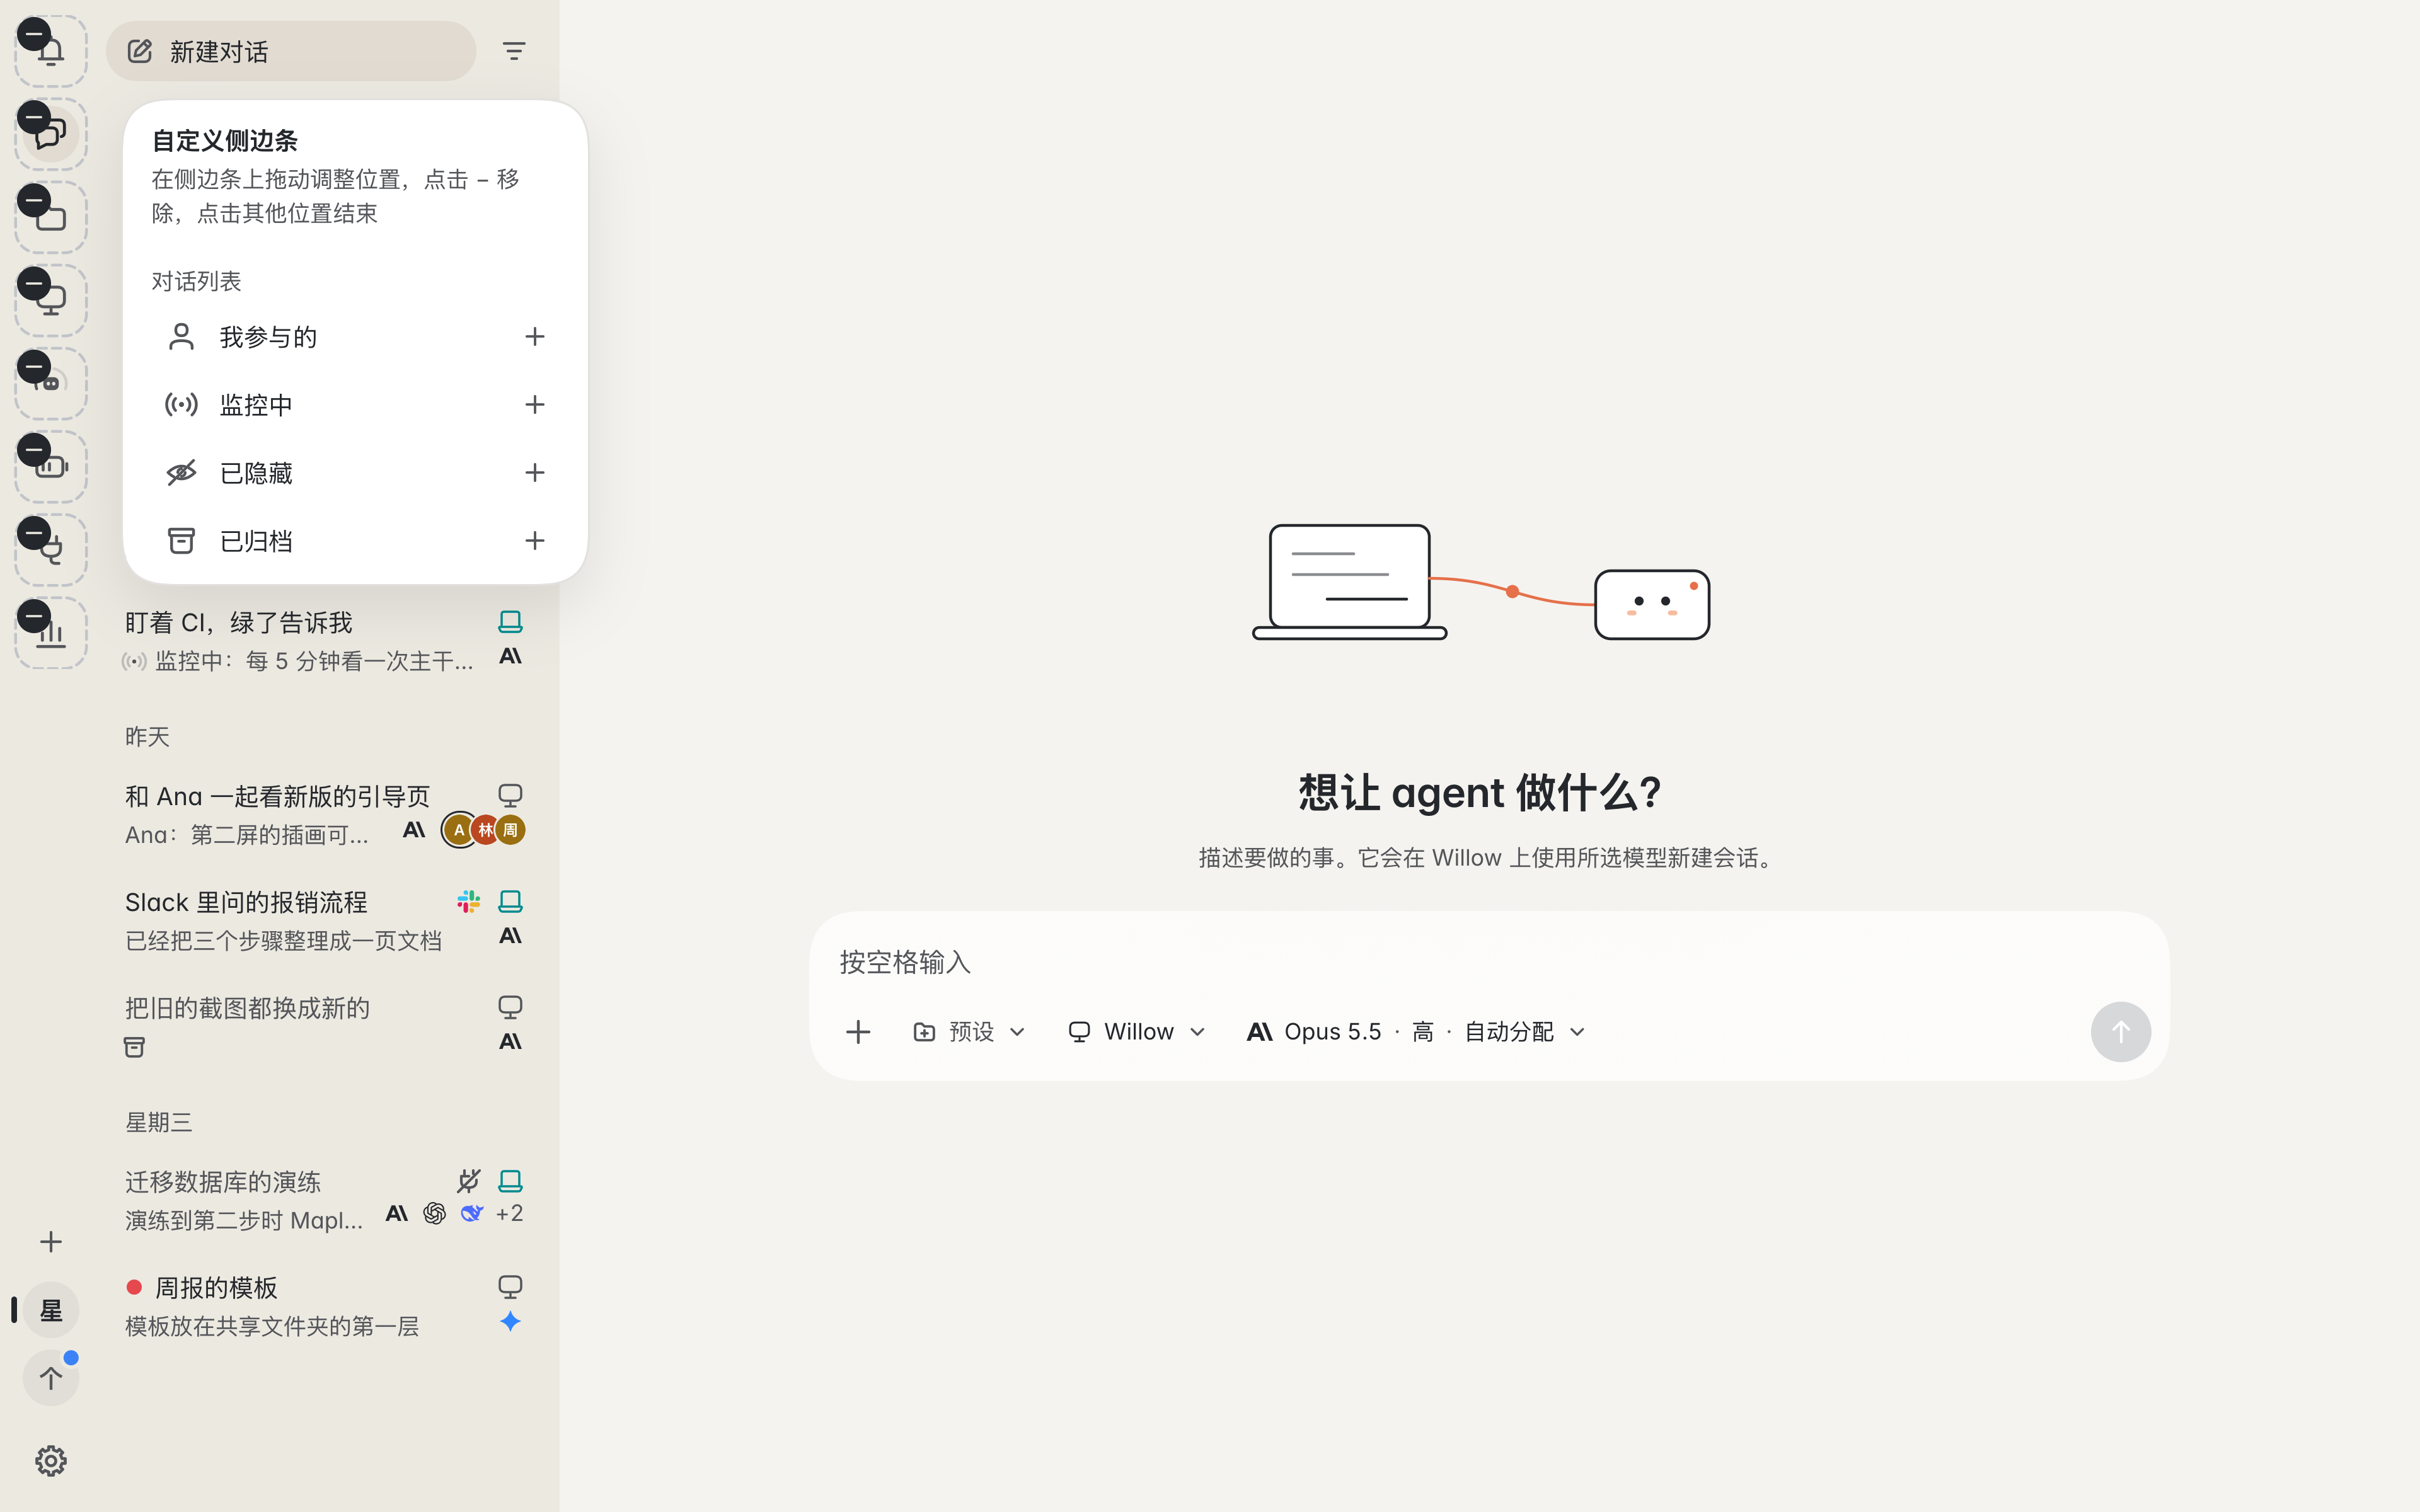 新建对话
自定义侧边条
在侧边条上拖动调整位置，点击 – 移
除，点击其他位置结束
对话列表
我参与的
监控中
已隐藏
已归档
盯着 CI，绿了告诉我
监控中：每 5 分钟看一次主干...
昨天
和 Ana 一起看新版的引导页
Ana：第二屏的插画可...
A 林 周
Slack 里问的报销流程
已经把三个步骤整理成一页文档
把旧的截图都换成新的
星期三
迁移数据库的演练
演练到第二步时 Mapl...
+2
周报的模板
模板放在共享文件夹的第一层
星
个
想让 agent 做什么？
描述要做的事。它会在 Willow 上使用所选模型新建会话。
按空格输入
预设
Willow
Opus 5.5 · 高 · 自动分配